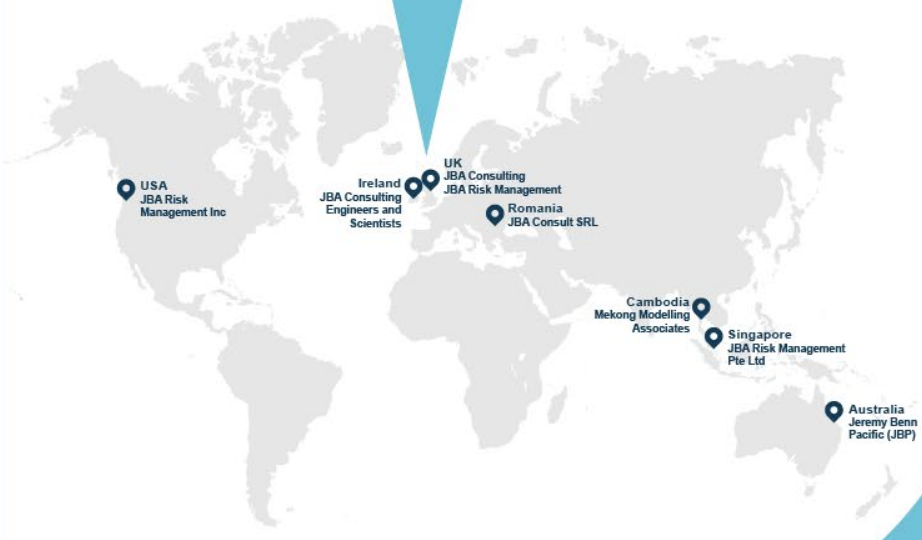 UK
JBA Consulting
JBA Risk Management
USA
JBA Risk
Management Inc
Ireland
JBA Consulting
Engineers and
Scientists
Romania
JBA Consult SRL
Cambodia
Mekong Modelling
Associates
Singapore
JBA Risk Management
Pte Ltd
Australia
Jeremy Benn
Pacific (JBP)